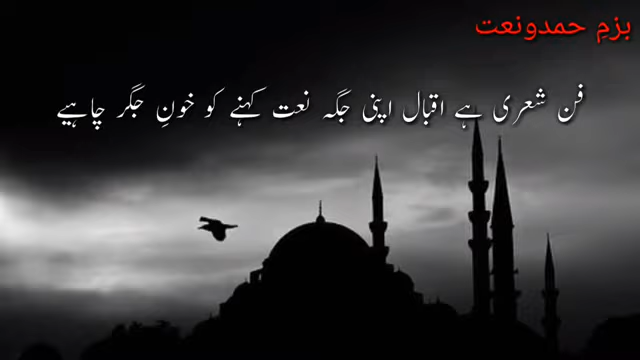 بزمِ حمدونعت
فن شعری ہے اقبال اپنی جگہ نعت کہنے کو خونِ جگر چاہیے